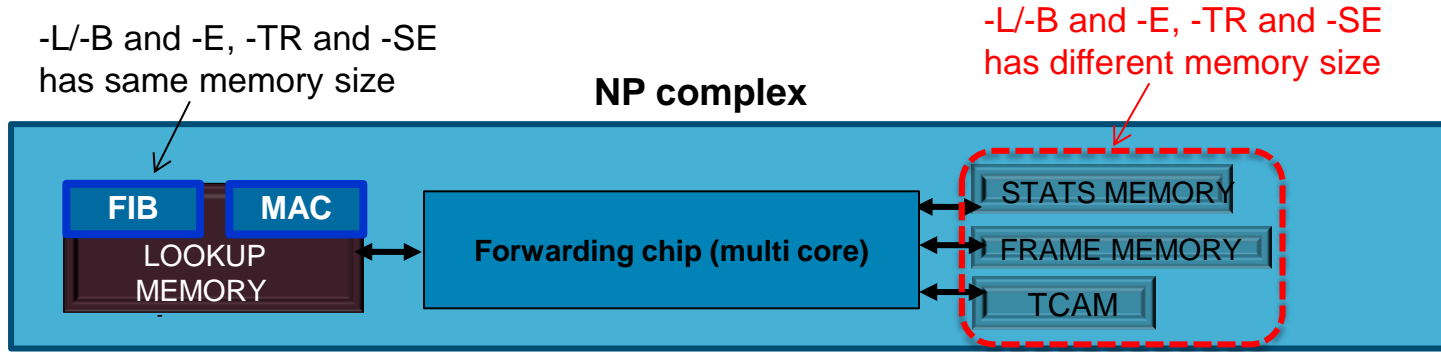 -L/-B and -E, -TR and -SE
has same memory size
-L/-B and -E, -TR and -SE
has different memory size
NP complex
FIB
MAC
LOOKUP
MEMORY
Forwarding chip (multi core)
STATS MEMORY
FRAME MEMORY
TCAM